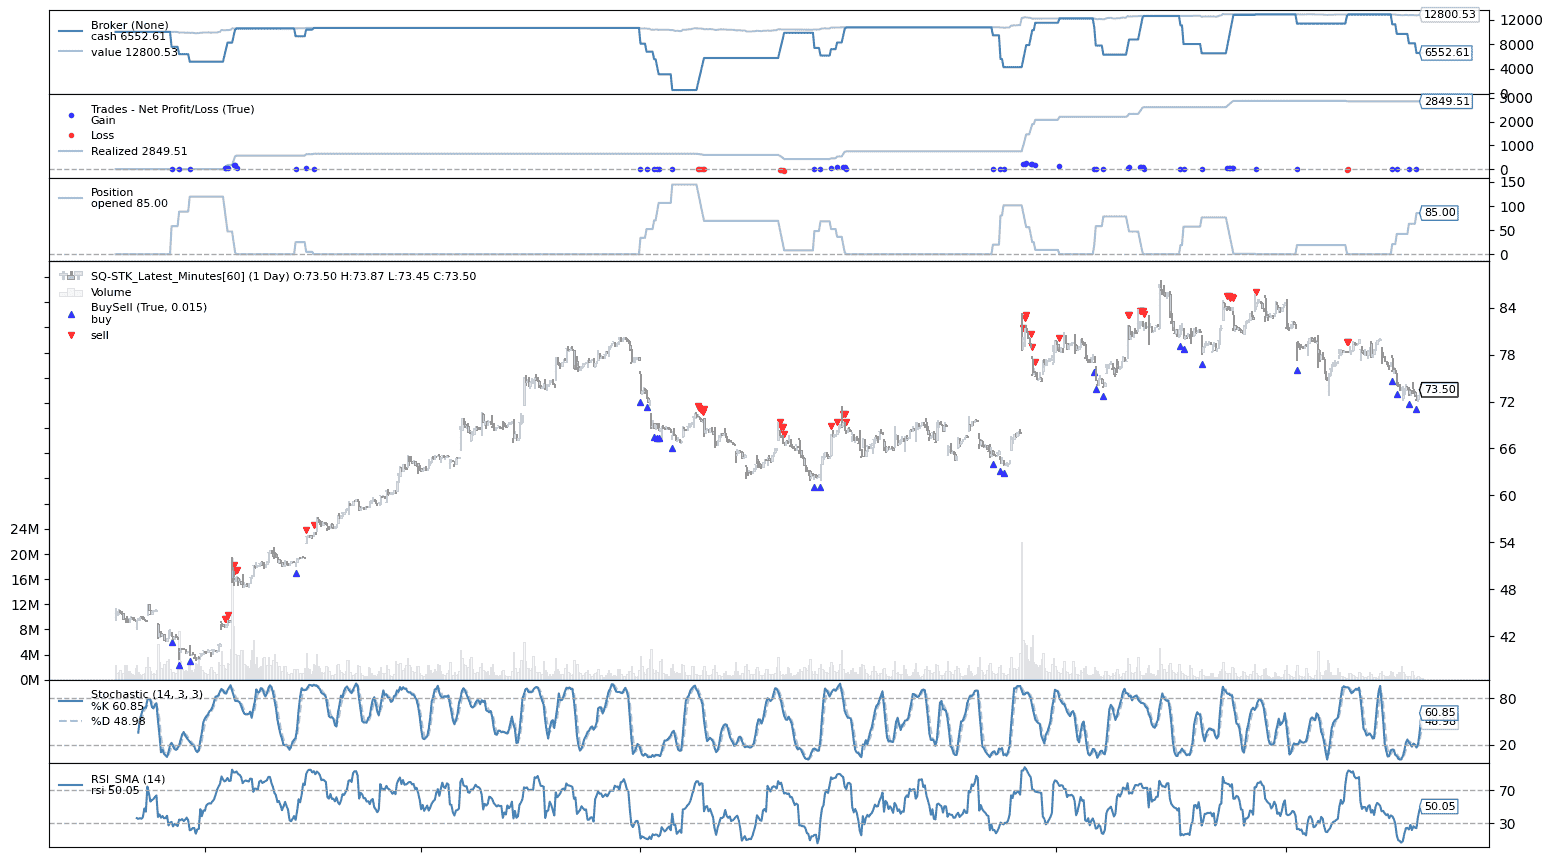 Broker (None)
cash 6552.61
value 12800.53
12800.53
12000
8000
6552.61
4000
0
Trades - Net Profit/Loss (True)
Gain
Loss
Realized 2849.51
3000
2849.51
2000
1000
0
Position
opened 85.00
150
100
85.00
50
0
SQ-STK_Latest_Minutes[60] (1 Day) O:73.50 H:73.87 L:73.45 C:73.50
Volume
BuySell (True, 0.015)
buy
sell
84
78
73.50
72
66
60
54
48
42
24M
20M
16M
12M
8M
4M
0M
Stochastic (14, 3, 3)
%K 60.85
%D 48.98
80
60.85
48.98
20
RSI_SMA (14)
rsi 50.05
70
50.05
30